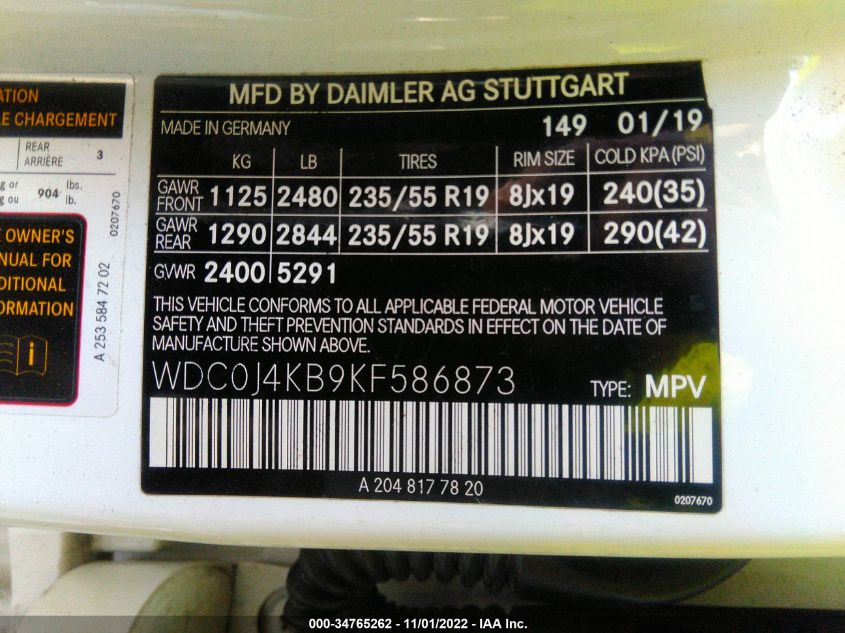 ATION
E CHARGEMENT
REAR
ARRIÈRE 3
g or
g ou 904 lbs.
lb.
0207670
E OWNER'S
NUAL FOR
DITIONAL
FORMATION
i
A 253 584 72 02
MFD BY DAIMLER AG STUTTGART
MADE IN GERMANY 149 01/19
KG LB TIRES RIM SIZE COLD KPA(PSI)
GAWR
FRONT 1125 2480 235/55 R19 8Jx19 240(35)
GAWR
REAR 1290 2844 235/55 R19 8Jx19 290(42)
GVWR 2400 5291
THIS VEHICLE CONFORMS TO ALL APPLICABLE FEDERAL MOTOR VEHICLE
SAFETY AND THEFT PREVENTION STANDARDS IN EFFECT ON THE DATE OF
MANUFACTURE SHOWN ABOVE.
WDC0J4KB9KF586873 TYPE: MPV
A 204 817 78 20
0207670
000-34765262 - 11/01/2022 - IAA Inc.